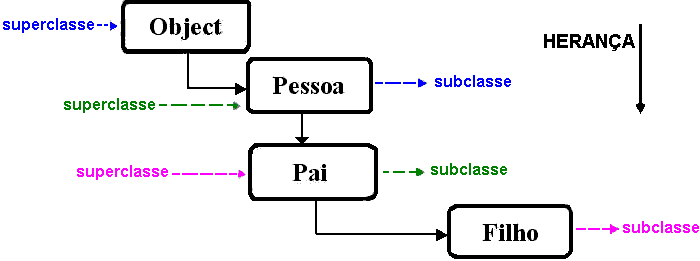 superclasse
Object
HERANÇA
Pessoa
subclasse
superclasse
superclasse
Pai
subclasse
Filho
subclasse